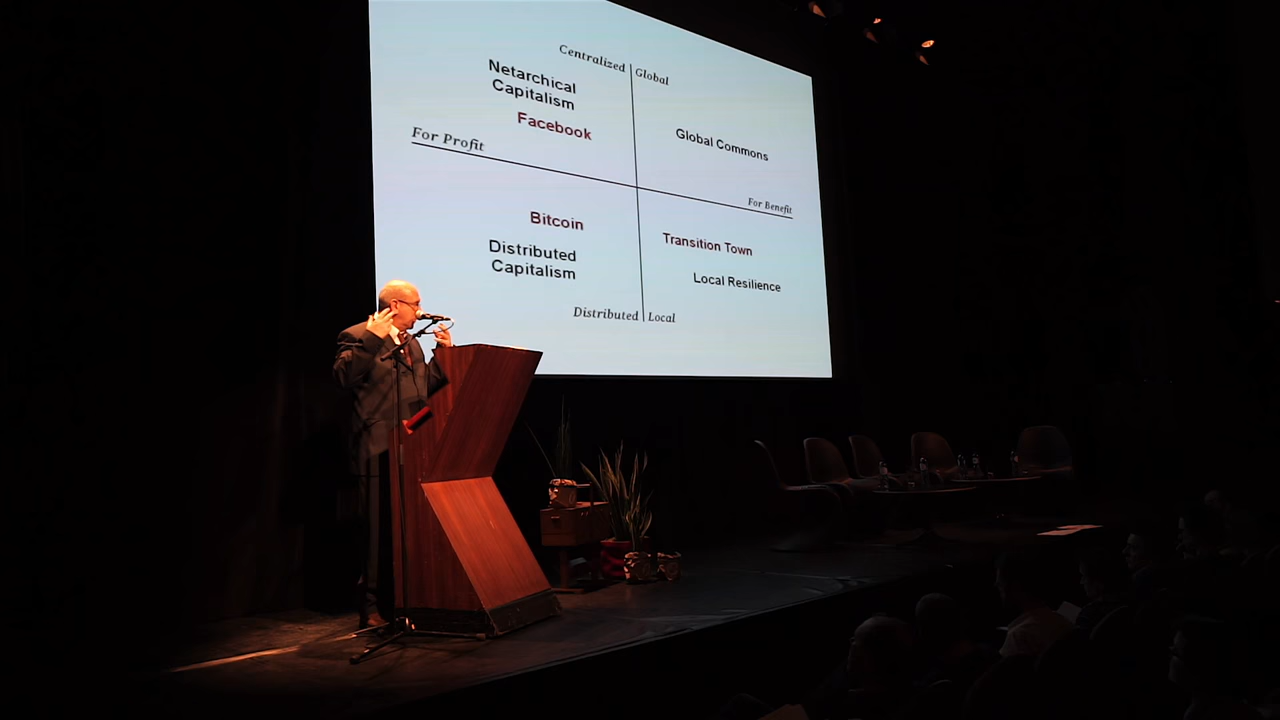 Centralized Global
Netarchical
Capitalism
Facebook
Global Commons
For Profit
For Benefit
Bitcoin
Transition Town
Distributed
Capitalism
Local Resilience
Distributed Local